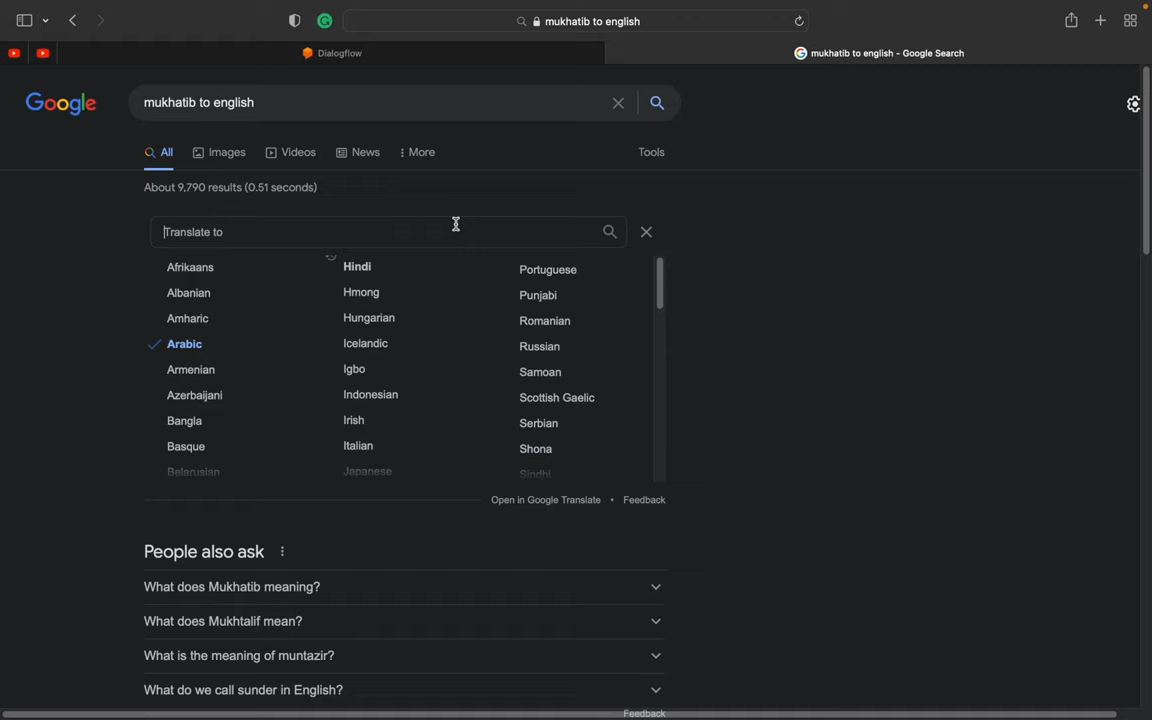 mukhatib to english
Dialogflow
mukhatib to english - Google Search
Google
mukhatib to english
All
Images
Videos
News
More
Tools
About 9,790 results (0.51 seconds)
Translate to
Afrikaans
Hindi
Portuguese
Albanian
Hmong
Punjabi
Amharic
Hungarian
Romanian
Arabic
Icelandic
Russian
Armenian
Igbo
Samoan
Azerbaijani
Indonesian
Scottish Gaelic
Bangla
Irish
Serbian
Basque
Italian
Shona
Belarusian
Japanese
Sindhi
Open in Google Translate • Feedback
People also ask
What does Mukhatib meaning?
What does Mukhtalif mean?
What is the meaning of muntazir?
What do we call sunder in English?
Feedback